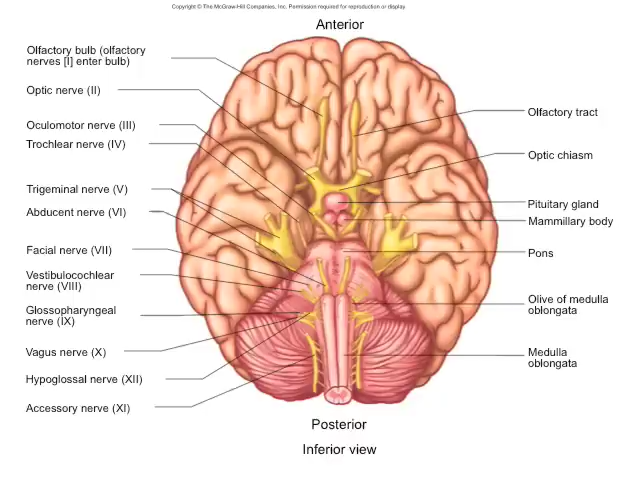 Copyright © The McGraw-Hill Companies, Inc. Permission required for reproduction or display.
Anterior
Olfactory bulb (olfactory
nerves [I] enter bulb)
Optic nerve (II)
Oculomotor nerve (III)
Trochlear nerve (IV)
Trigeminal nerve (V)
Abducent nerve (VI)
Facial nerve (VII)
Vestibulocochlear
nerve (VIII)
Glossopharyngeal
nerve (IX)
Vagus nerve (X)
Hypoglossal nerve (XII)
Accessory nerve (XI)
Olfactory tract
Optic chiasm
Pituitary gland
Mammillary body
Pons
Olive of medulla
oblongata
Medulla
oblongata
Posterior
Inferior view